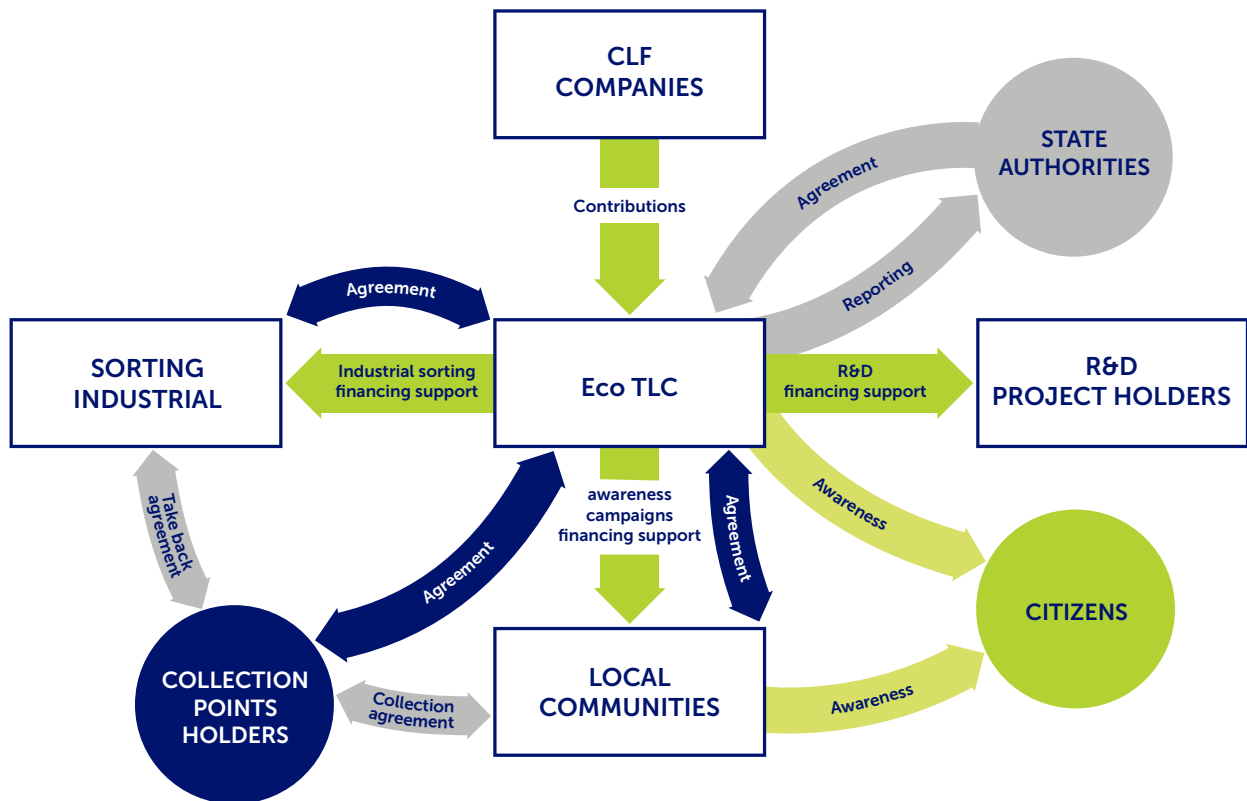 CLF
COMPANIES
STATE
AUTHORITIES
Agreement
Contributions
Reporting
Agreement
SORTING
INDUSTRIAL
Industrial sorting
financing support
Eco TLC
R&D
financing support
R&D
PROJECT HOLDERS
Take back
agreement
Agreement
awareness
campaigns
financing support
Agreement
Awareness
CITIZENS
COLLECTION
POINTS
HOLDERS
Collection
agreement
LOCAL
COMMUNITIES
Awareness